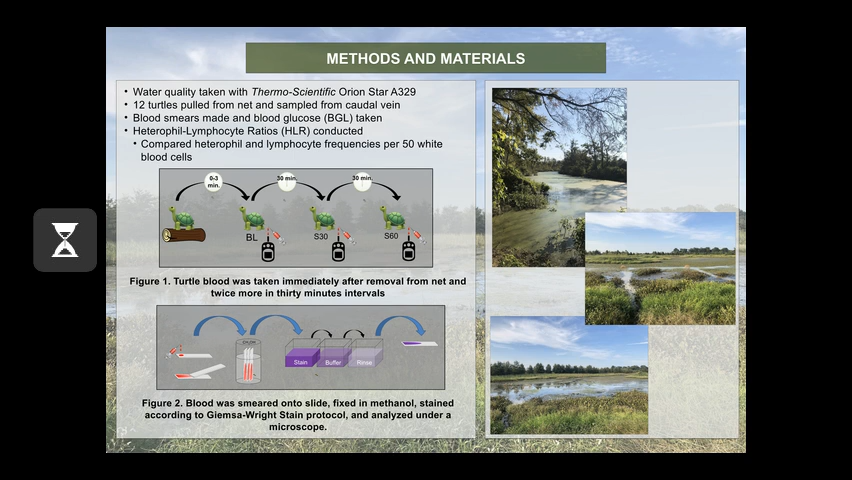 METHODS AND MATERIALS
• Water quality taken with Thermo-Scientific Orion Star A329
• 12 turtles pulled from net and sampled from caudal vein
• Blood smears made and blood glucose (BGL) taken
• Heterophil-Lymphocyte Ratios (HLR) conducted
• Compared heterophil and lymphocyte frequencies per 50 white
blood cells
0-3
min.
30 min.
30 min.
BL
S30
S60
Figure 1. Turtle blood was taken immediately after removal from net and
twice more in thirty minutes intervals
Stain
Buffer
Rinse
Figure 2. Blood was smeared onto slide, fixed in methanol, stained
according to Giemsa-Wright Stain protocol, and analyzed under a
microscope.